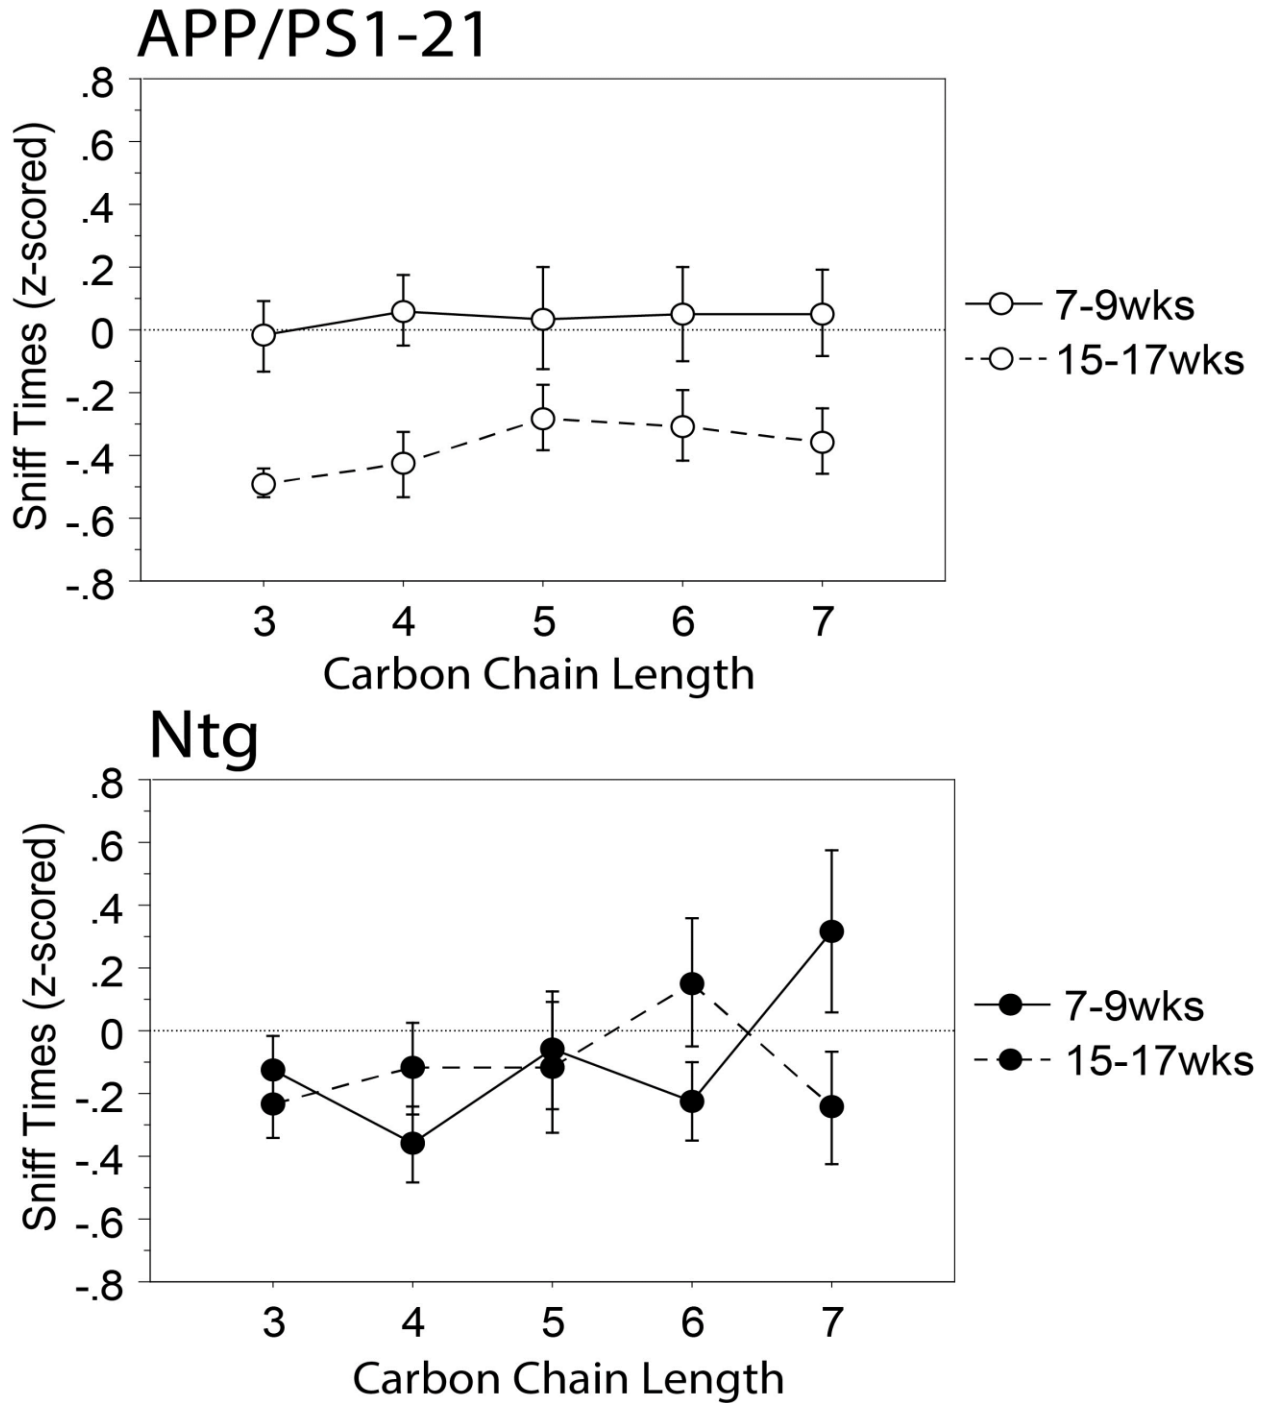 APP/PS1-21
Sniff Times (z-scored)
.8
.6
.4
.2
0
-.2
-.4
-.6
-.8
7-9wks
15-17wks
3 4 5 6 7
Carbon Chain Length
Ntg
Sniff Times (z-scored)
.8
.6
.4
.2
0
-.2
-.4
-.6
-.8
7-9wks
15-17wks
3 4 5 6 7
Carbon Chain Length